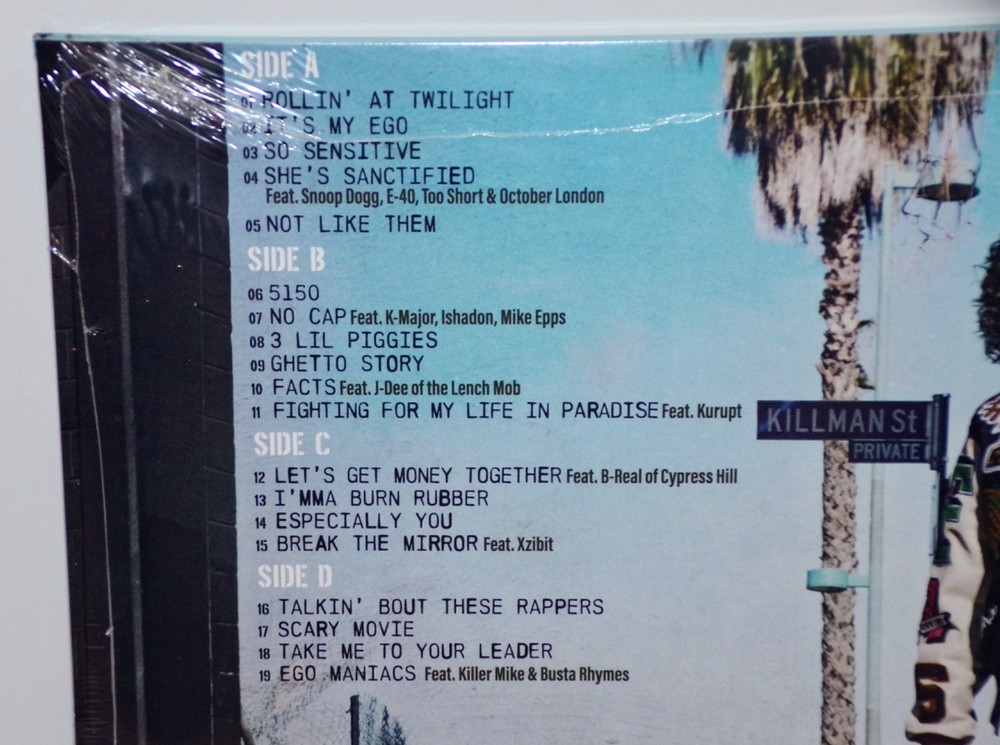 SIDE A
01 ROLLIN' AT TWILIGHT
02 IT'S MY EGO
03 SO SENSITIVE
04 SHE'S SANCTIFIED
Feat. Snoop Dogg, E-40, Too Short & October London
05 NOT LIKE THEM
SIDE B
06 5150
07 NO CAP Feat. K-Major, Ishadon, Mike Epps
08 3 LIL PIGGIES
09 GHETTO STORY
10 FACTS Feat. J-Dee of the Lench Mob
11 FIGHTING FOR MY LIFE IN PARADISE Feat. Kurupt
KILLMAN St
PRIVATE
SIDE C
12 LET'S GET MONEY TOGETHER Feat. B-Real of Cypress Hill
13 I'MMA BURN RUBBER
14 ESPECIALLY YOU
15 BREAK THE MIRROR Feat. Xzibit
SIDE D
16 TALKIN' BOUT THESE RAPPERS
17 SCARY MOVIE
18 TAKE ME TO YOUR LEADER
19 EGO MANIACS Feat. Killer Mike & Busta Rhymes
6